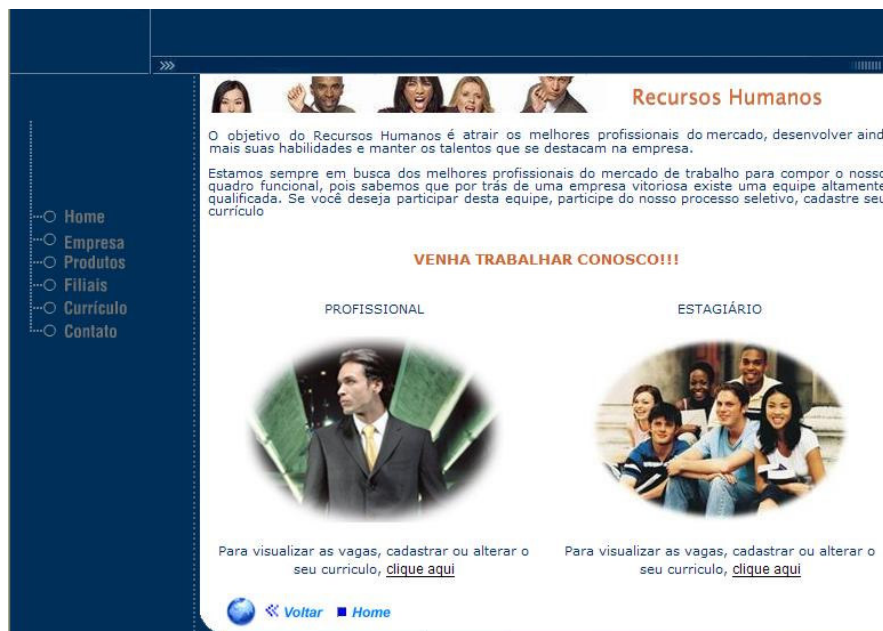 Recursos Humanos
O objetivo do Recursos Humanos é atrair os melhores profissionais do mercado, desenvolver aind
mais suas habilidades e manter os talentos que se destacam na empresa.
Estamos sempre em busca dos melhores profissionais do mercado de trabalho para compor o nosso
quadro funcional, pois sabemos que por trás de uma empresa vitoriosa existe uma equipe altamente
qualificada. Se você deseja participar desta equipe, participe do nosso processo seletivo, cadastre seu
currículo
Home
Empresa
Produtos
Filiais
Currículo
Contato
VENHA TRABALHAR CONOSCO!!!
PROFISSIONAL
Para visualizar as vagas, cadastrar ou alterar o
seu curriculo, clique aqui
ESTAGIÁRIO
Para visualizar as vagas, cadastrar ou alterar o
seu curriculo, clique aqui
Voltar
Home